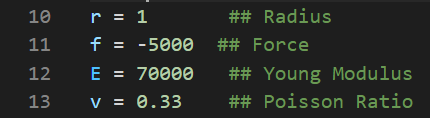 10 r = 1 ## Radius
11 f = -5000 ## Force
12 E = 70000 ## Young Modulus
13 v = 0.33 ## Poisson Ratio